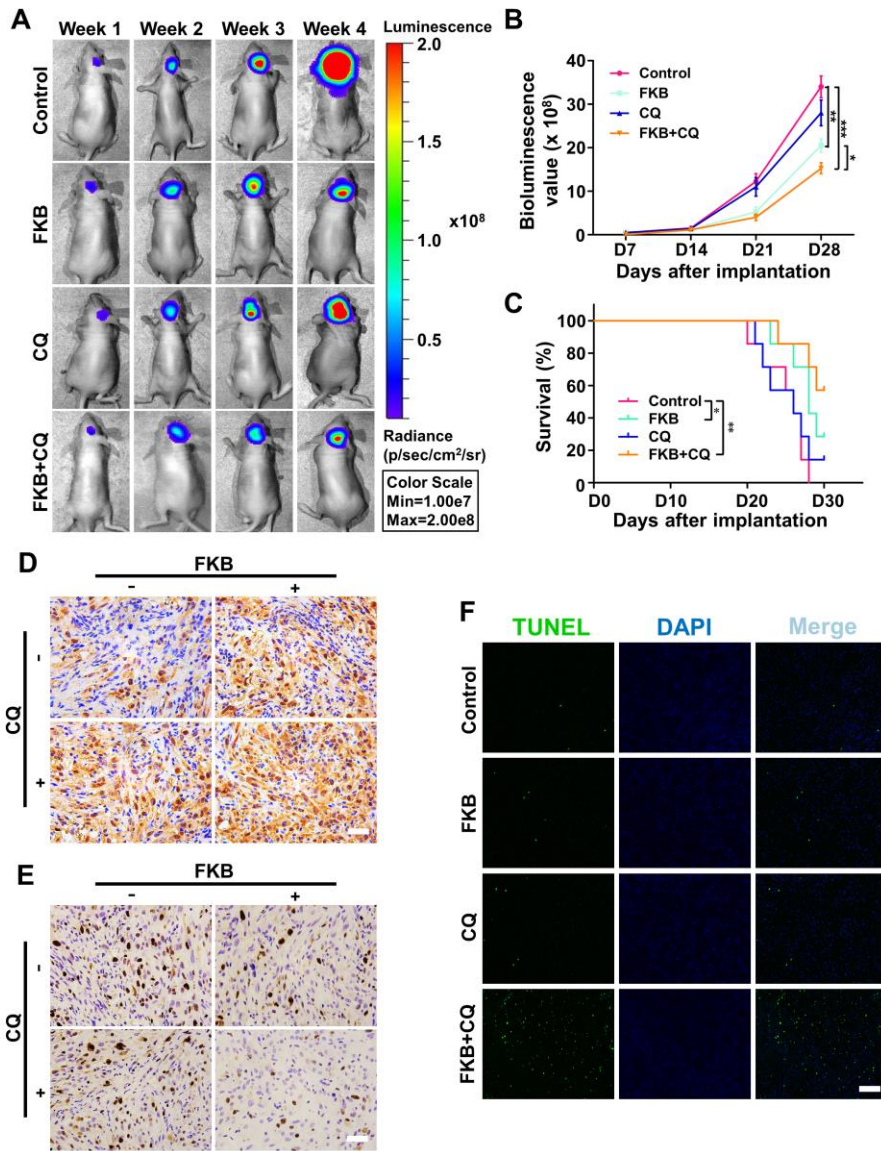 A
Week 1 Week 2 Week 3 Week 4
Luminescence
Control
FKB
CQ
FKB+CQ
2.0
1.5
x10⁸
1.0
0.5
Radiance
(p/sec/cm²/sr)
Color Scale
Min=1.00e7
Max=2.00e8
B
Bioluminescence
value (x 10⁸)
40
30
20
10
0
Control
FKB
CQ
FKB+CQ
**
***
*
D7 D14 D21 D28
Days after implantation
C
Survival (%)
100
80
60
40
20
0
Control
FKB
CQ
FKB+CQ
*
**
D0 D10 D20 D30
Days after implantation
D
FKB
- +
CQ
-
+
E
FKB
- +
CQ
-
+
F
TUNEL DAPI Merge
Control
FKB
CQ
FKB+CQ